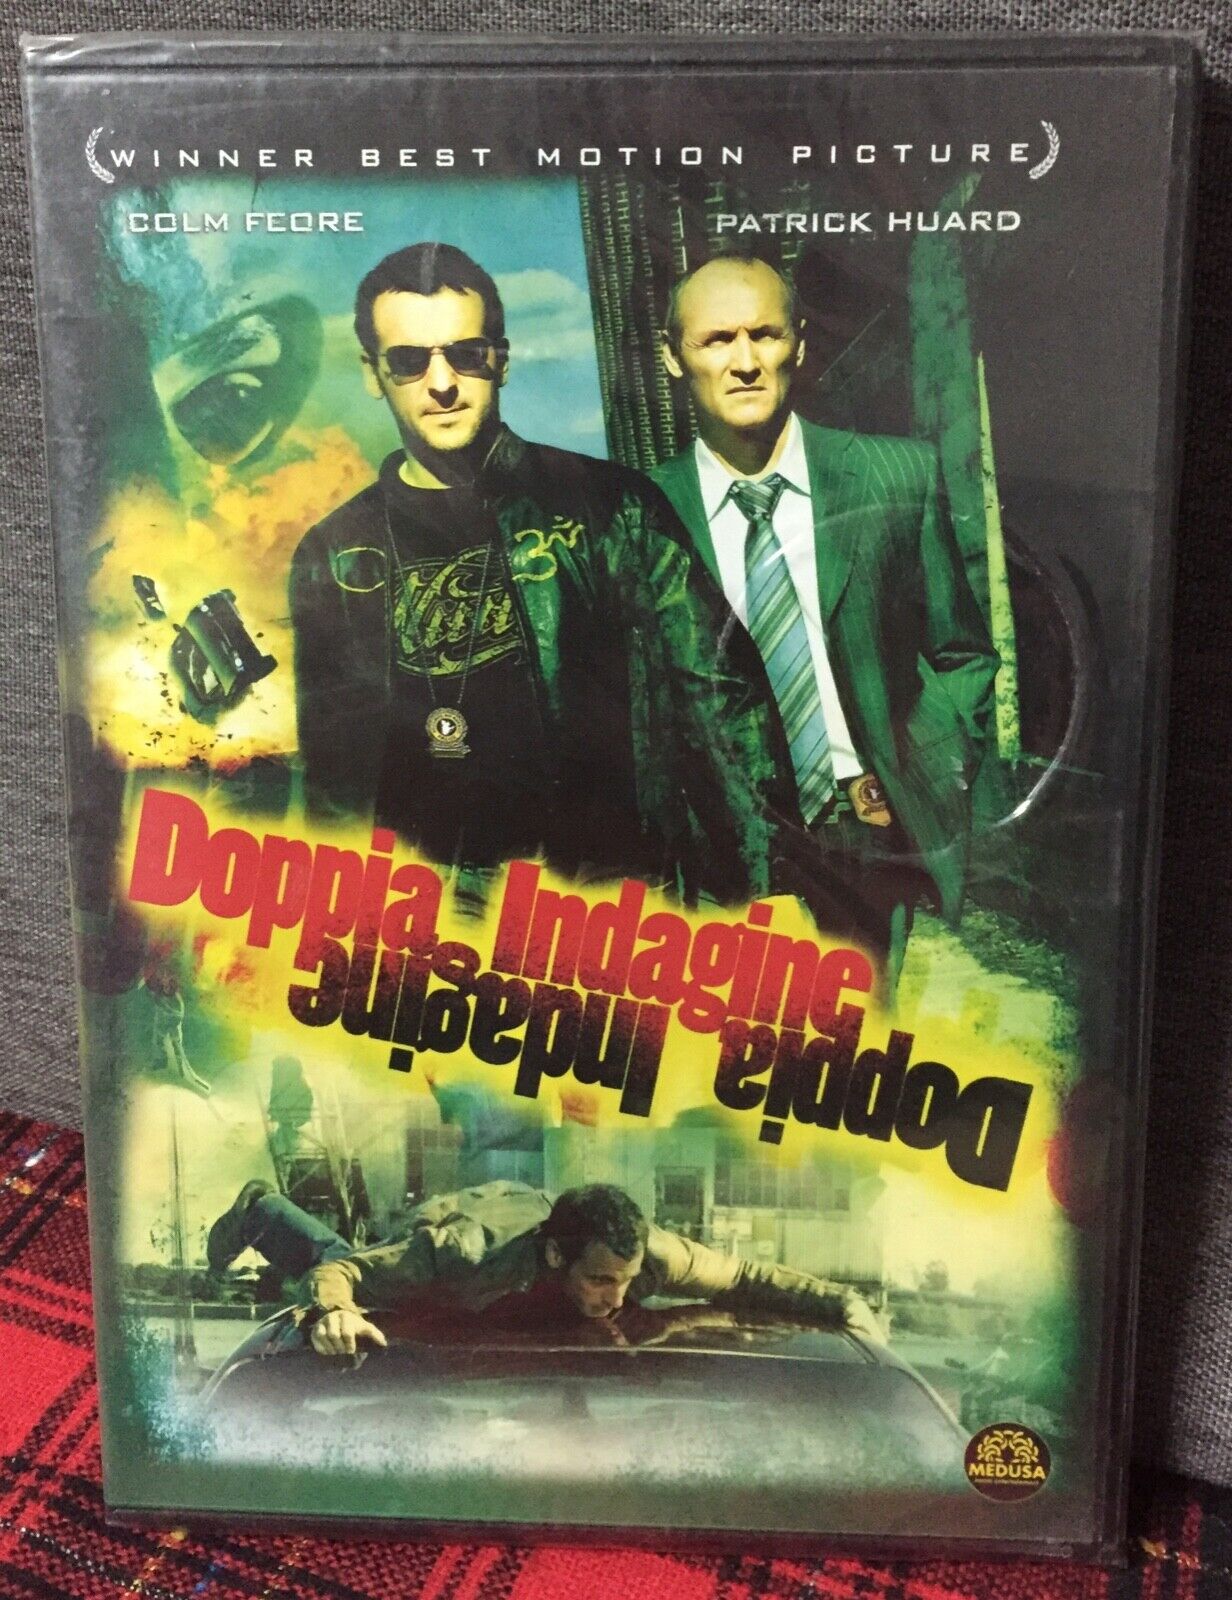 WINNER BEST MOTION PICTURE
COLM FEORE
PATRICK HUARD
Doppia Indagine
Doppia Indagine
MEDUSA